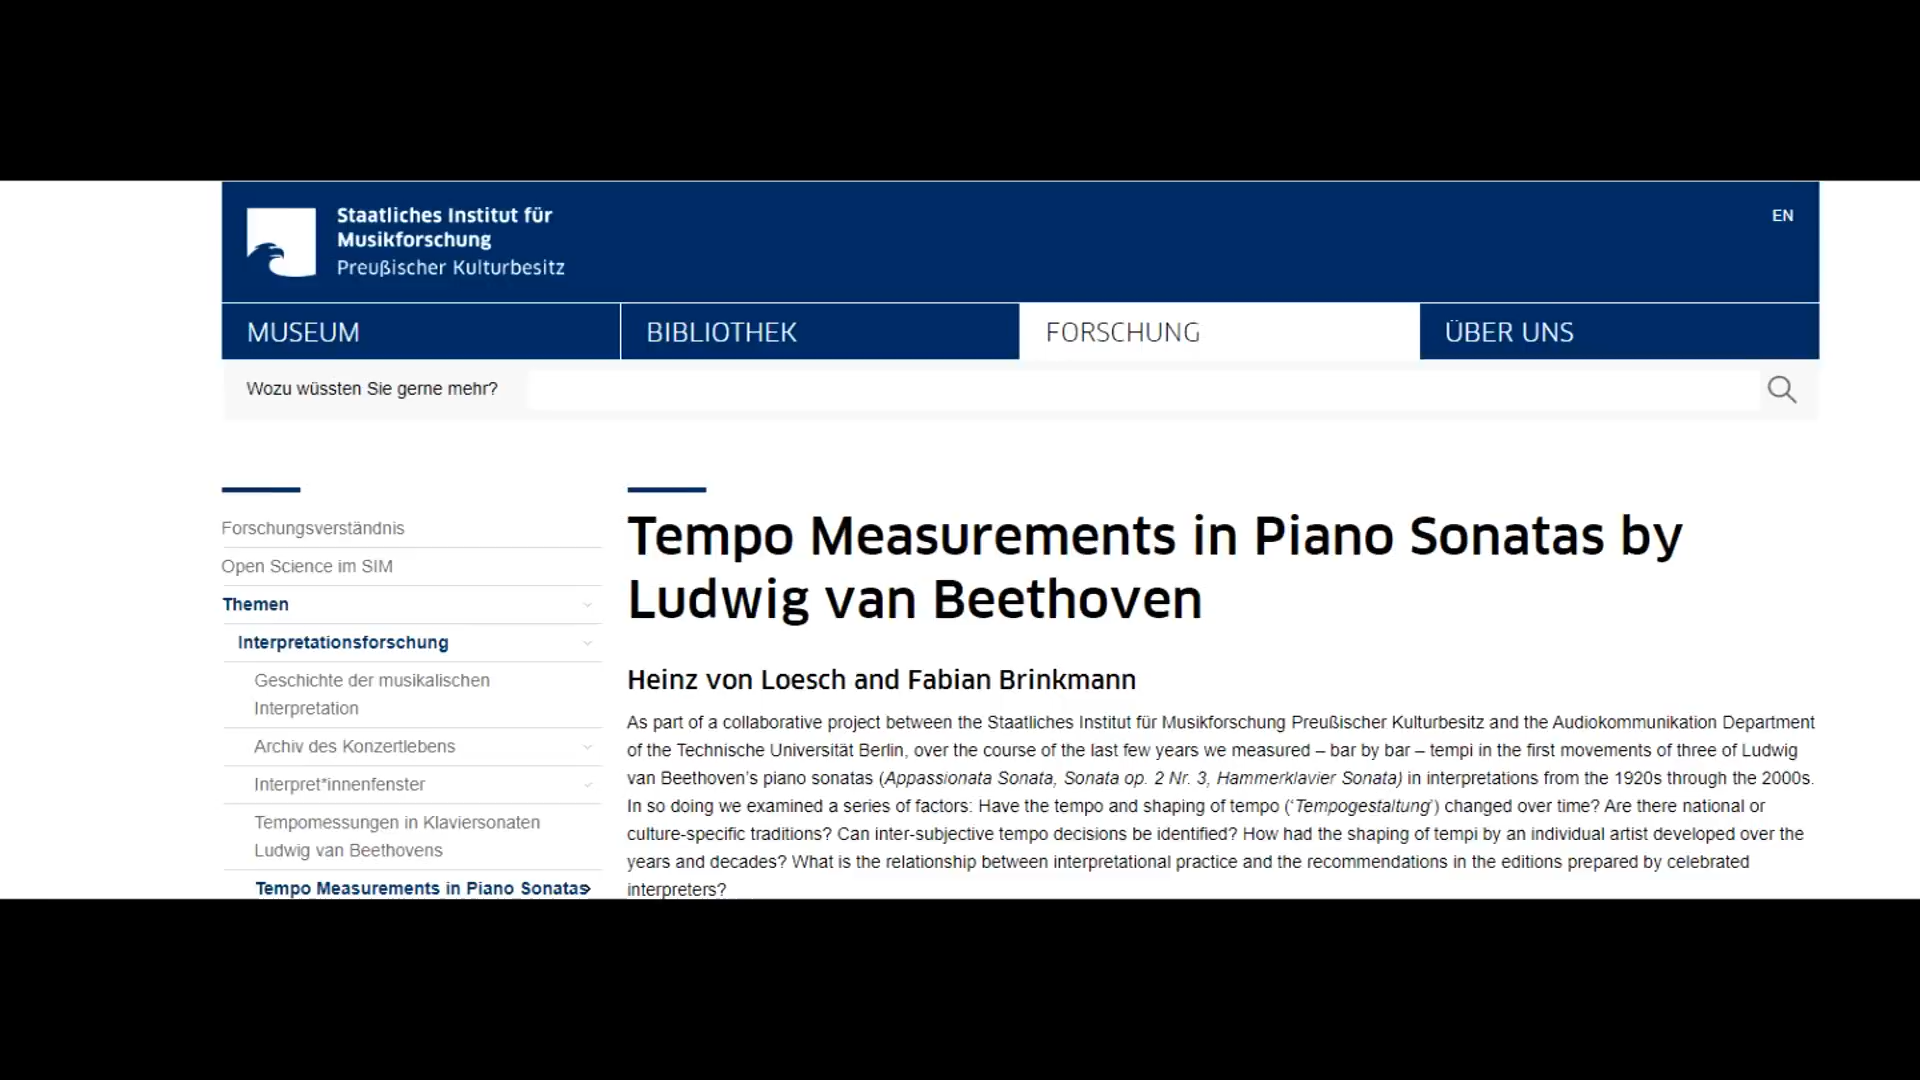 Staatliches Institut für
Musikforschung
Preußischer Kulturbesitz
EN
MUSEUM
BIBLIOTHEK
FORSCHUNG
ÜBER UNS
Wozu wüssten Sie gerne mehr?
Forschungsverständnis
Open Science im SIM
Themen
Interpretationsforschung
Geschichte der musikalischen
Interpretation
Archiv des Konzertlebens
Interpret*innenfenster
Tempomessungen in Klaviersonaten
Ludwig van Beethovens
Tempo Measurements in Piano Sonatas
Tempo Measurements in Piano Sonatas by
Ludwig van Beethoven
Heinz von Loesch and Fabian Brinkmann
As part of a collaborative project between the Staatliches Institut für Musikforschung Preußischer Kulturbesitz and the Audiokommunikation Department
of the Technische Universität Berlin, over the course of the last few years we measured – bar by bar – tempi in the first movements of three of Ludwig
van Beethoven's piano sonatas (Appassionata Sonata, Sonata op. 2 Nr. 3, Hammerklavier Sonata) in interpretations from the 1920s through the 2000s.
In so doing we examined a series of factors: Have the tempo and shaping of tempo ('Tempogestaltung') changed over time? Are there national or
culture-specific traditions? Can inter-subjective tempo decisions be identified? How had the shaping of tempi by an individual artist developed over the
years and decades? What is the relationship between interpretational practice and the recommendations in the editions prepared by celebrated
interpreters?